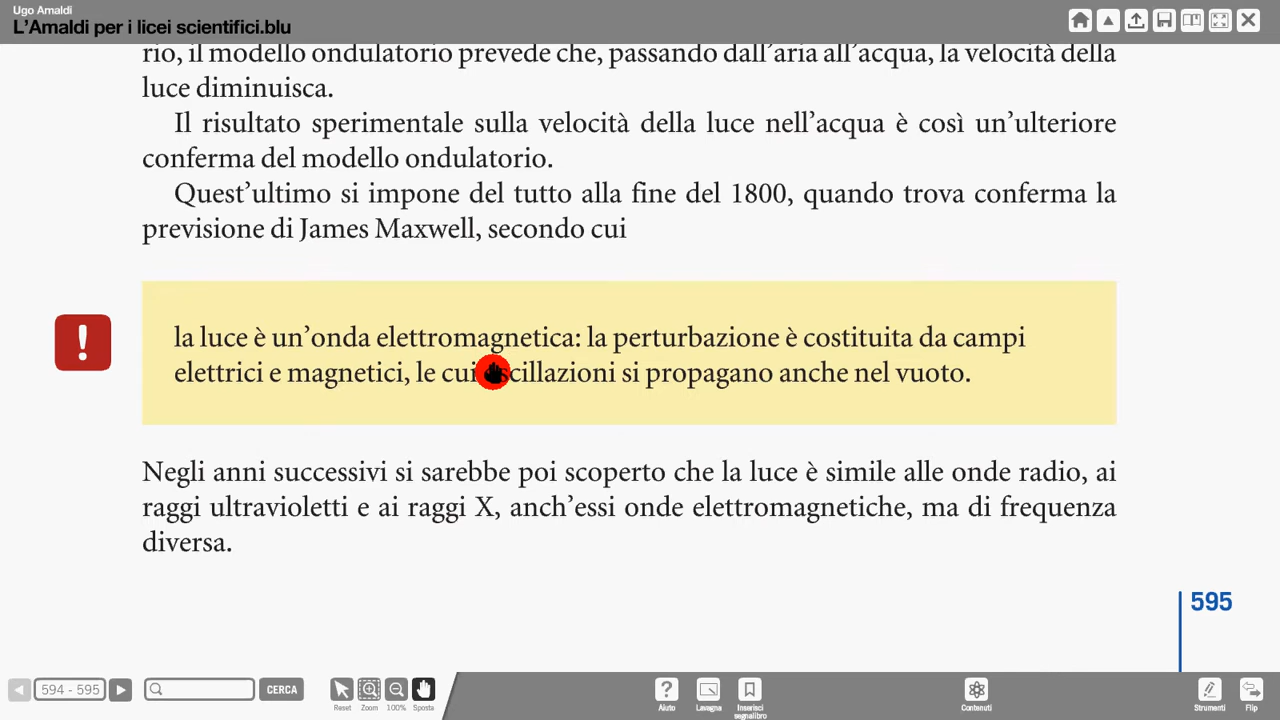 Ugo Amaldi
L'Amaldi per i licei scientifici.blu
rio, il modello ondulatorio prevede che, passando dall'aria all'acqua, la velocità della
luce diminuisca.
Il risultato sperimentale sulla velocità della luce nell'acqua è così un'ulteriore
conferma del modello ondulatorio.
Quest'ultimo si impone del tutto alla fine del 1800, quando trova conferma la
previsione di James Maxwell, secondo cui
!
la luce è un'onda elettromagnetica: la perturbazione è costituita da campi
elettrici e magnetici, le cui oscillazioni si propagano anche nel vuoto.
Negli anni successivi si sarebbe poi scoperto che la luce è simile alle onde radio, ai
raggi ultravioletti e ai raggi X, anch'essi onde elettromagnetiche, ma di frequenza
diversa.
595
594 - 595
CERCA
Reset Zoom 100% Sposta
? 
Aiuto Lavagna Inserisci segnalibro
Contenuti
Strumenti Flip